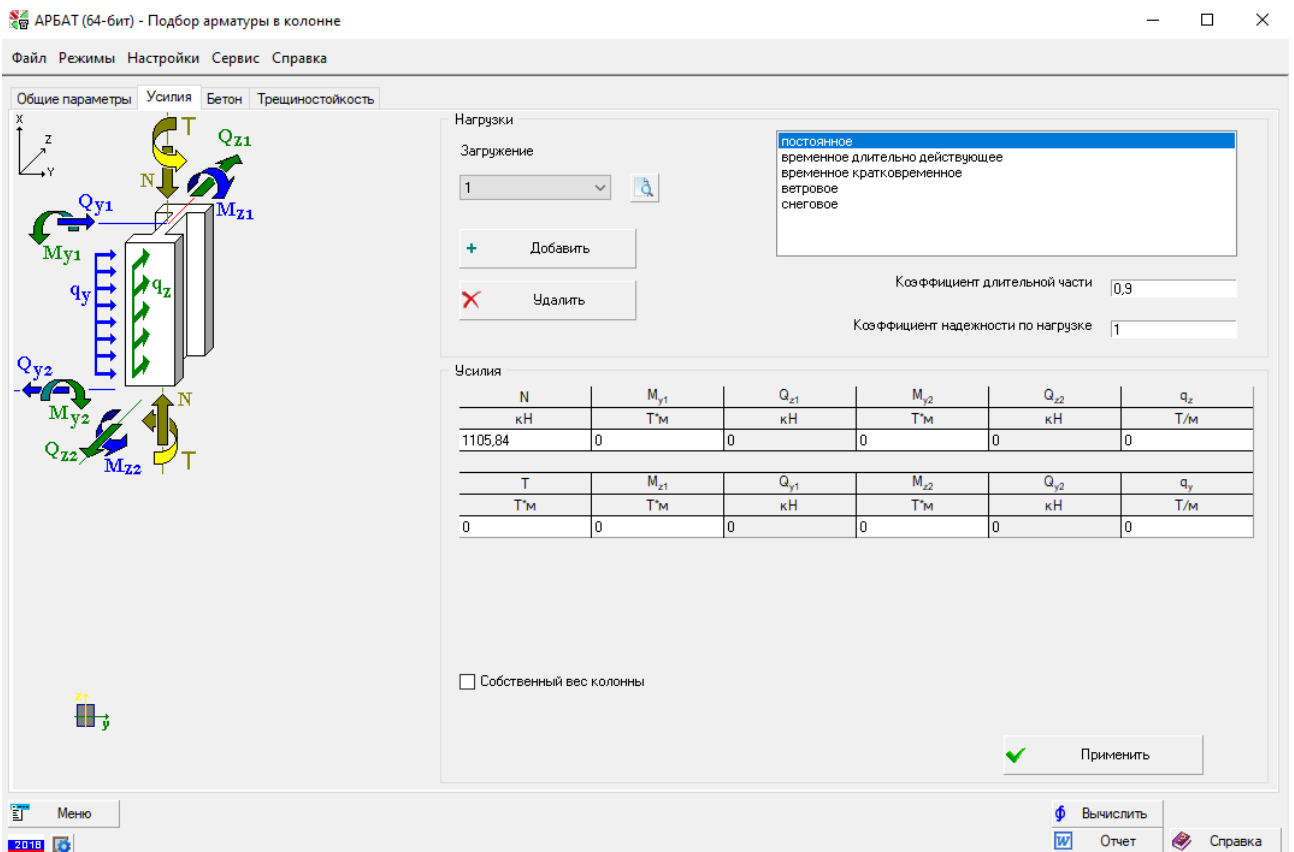 АРБАТ (64-бит) - Подбор арматуры в колонне
Файл Режимы Настройки Сервис Справка
Общие параметры Усилия Бетон Трещиностойкость
X
Z
Y
T
Qz1
N
Mz1
Qy1
My1
qy
qz
Qy2
My2
N
Qz2
Mz2
T
z
y
Нагрузки
Загружение
1
Добавить
Удалить
постоянное
временное длительно действующее
временное кратковременное
ветровое
снеговое
Коэффициент длительной части 0,9
Коэффициент надежности по нагрузке 1
Усилия
N My1 Qz1 My2 Qz2 qz
кН Т*м кН Т*м кН Т/м
1105,84 0 0 0 0 0
T Mz1 Qy1 Mz2 Qy2 qy
Т*м Т*м кН Т*м кН Т/м
0 0 0 0 0 0
Собственный вес колонны
Применить
Меню
Вычислить
2018
W Отчет
Справка